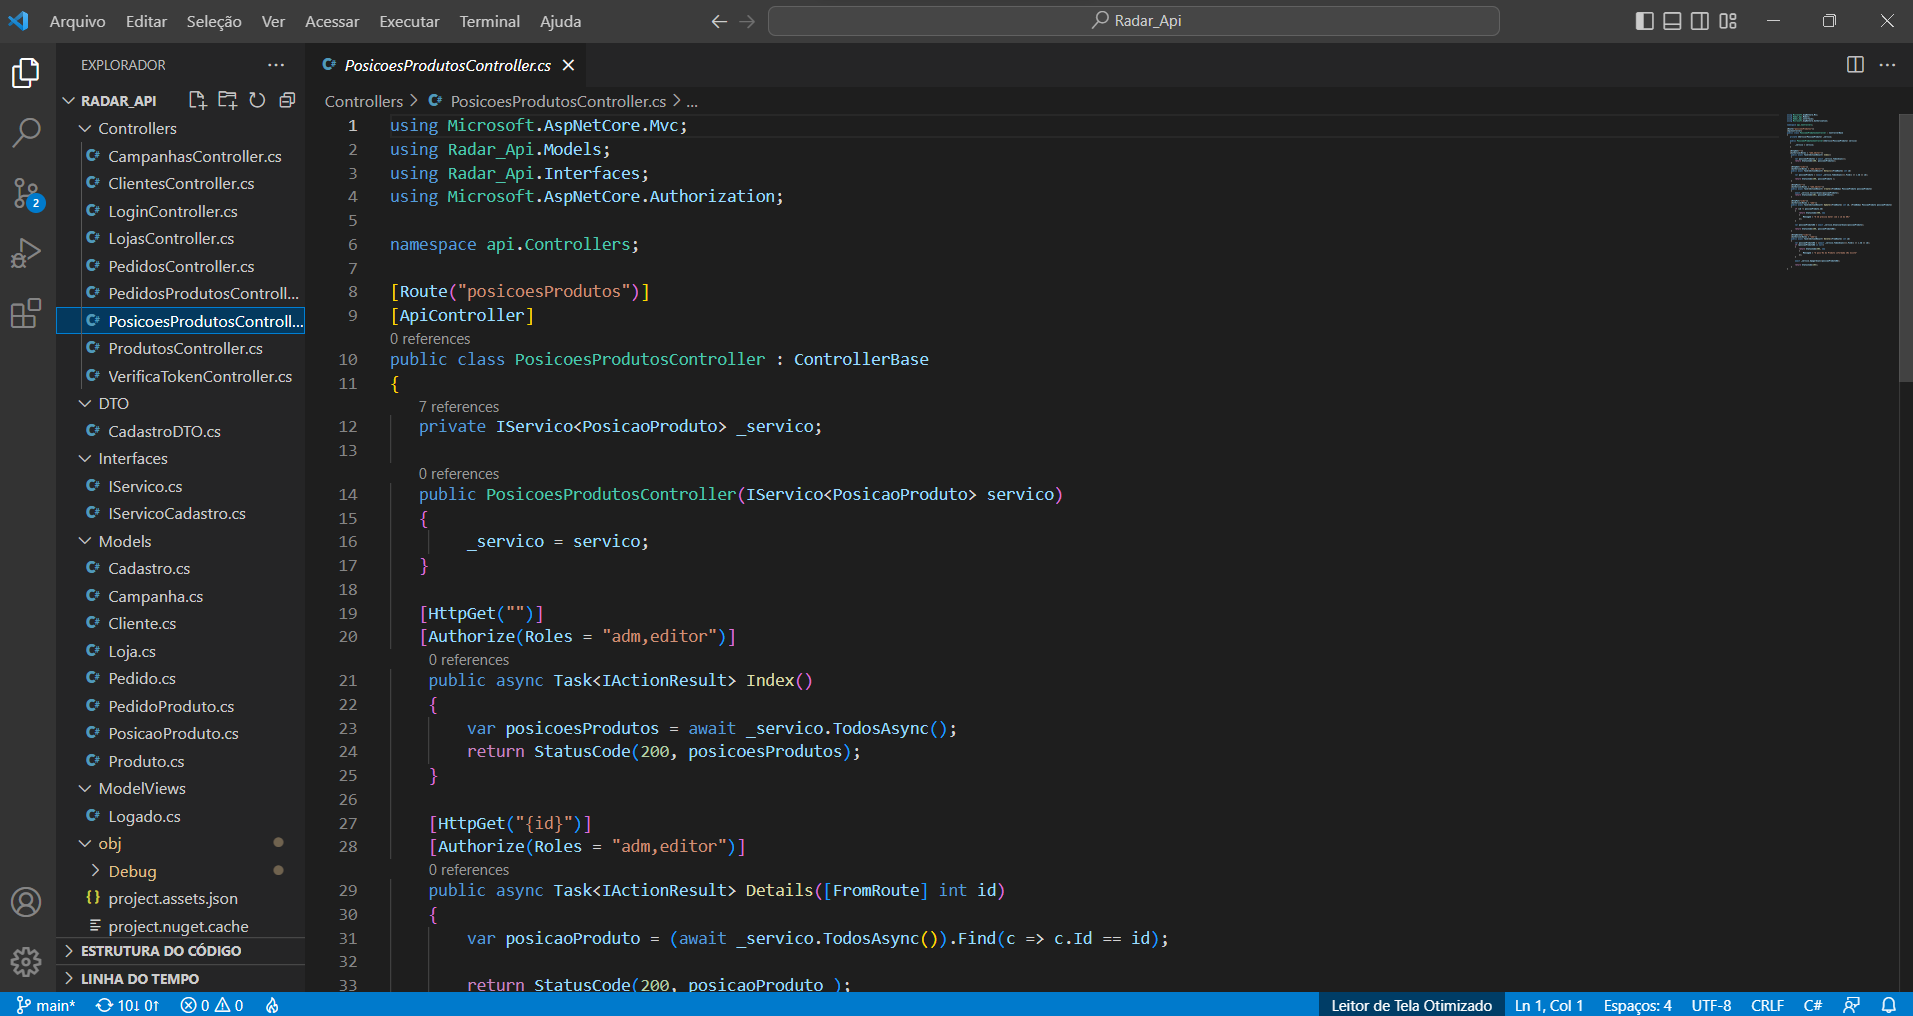 Arquivo Editar Seleção Ver Acessar Executar Terminal Ajuda
Radar_Api
EXPLORADOR
RADAR_API
Controllers
CampanhasController.cs
ClientesController.cs
LoginController.cs
LojasController.cs
PedidosController.cs
PedidosProdutosControll...
PosicoesProdutosControll...
ProdutosController.cs
VerificaTokenController.cs
DTO
CadastroDTO.cs
Interfaces
IServico.cs
IServicoCadastro.cs
Models
Cadastro.cs
Campanha.cs
Cliente.cs
Loja.cs
Pedido.cs
PedidoProduto.cs
PosicaoProduto.cs
Produto.cs
ModelViews
Logado.cs
obj
Debug
project.assets.json
project.nuget.cache
ESTRUTURA DO CÓDIGO
LINHA DO TEMPO
2
PosicoesProdutosController.cs
Controllers > PosicoesProdutosController.cs > ...
1 using Microsoft.AspNetCore.Mvc;
2 using Radar_Api.Models;
3 using Radar_Api.Interfaces;
4 using Microsoft.AspNetCore.Authorization;
5
6 namespace api.Controllers;
7
8 [Route("posicoesProdutos")]
9 [ApiController]
0 references
10 public class PosicoesProdutosController : ControllerBase
11 {
7 references
12 private IServico<PosicaoProduto> _servico;
13
0 references
14 public PosicoesProdutosController(IServico<PosicaoProduto> servico)
15 {
16 _servico = servico;
17 }
18
19 [HttpGet("")]
20 [Authorize(Roles = "adm,editor")]
0 references
21 public async Task<IActionResult> Index()
22 {
23 var posicoesProdutos = await _servico.TodosAsync();
24 return StatusCode(200, posicoesProdutos);
25 }
26
27 [HttpGet("{id}")]
28 [Authorize(Roles = "adm,editor")]
0 references
29 public async Task<IActionResult> Details([FromRoute] int id)
30 {
31 var posicaoProduto = (await _servico.TodosAsync()).Find(c => c.Id == id);
32
33 return StatusCode(200, posicaoProduto );
main* 10↓ 0↑ 0 0 Leitor de Tela Otimizado Ln 1, Col 1 Espaços: 4 UTF-8 CRLF C#